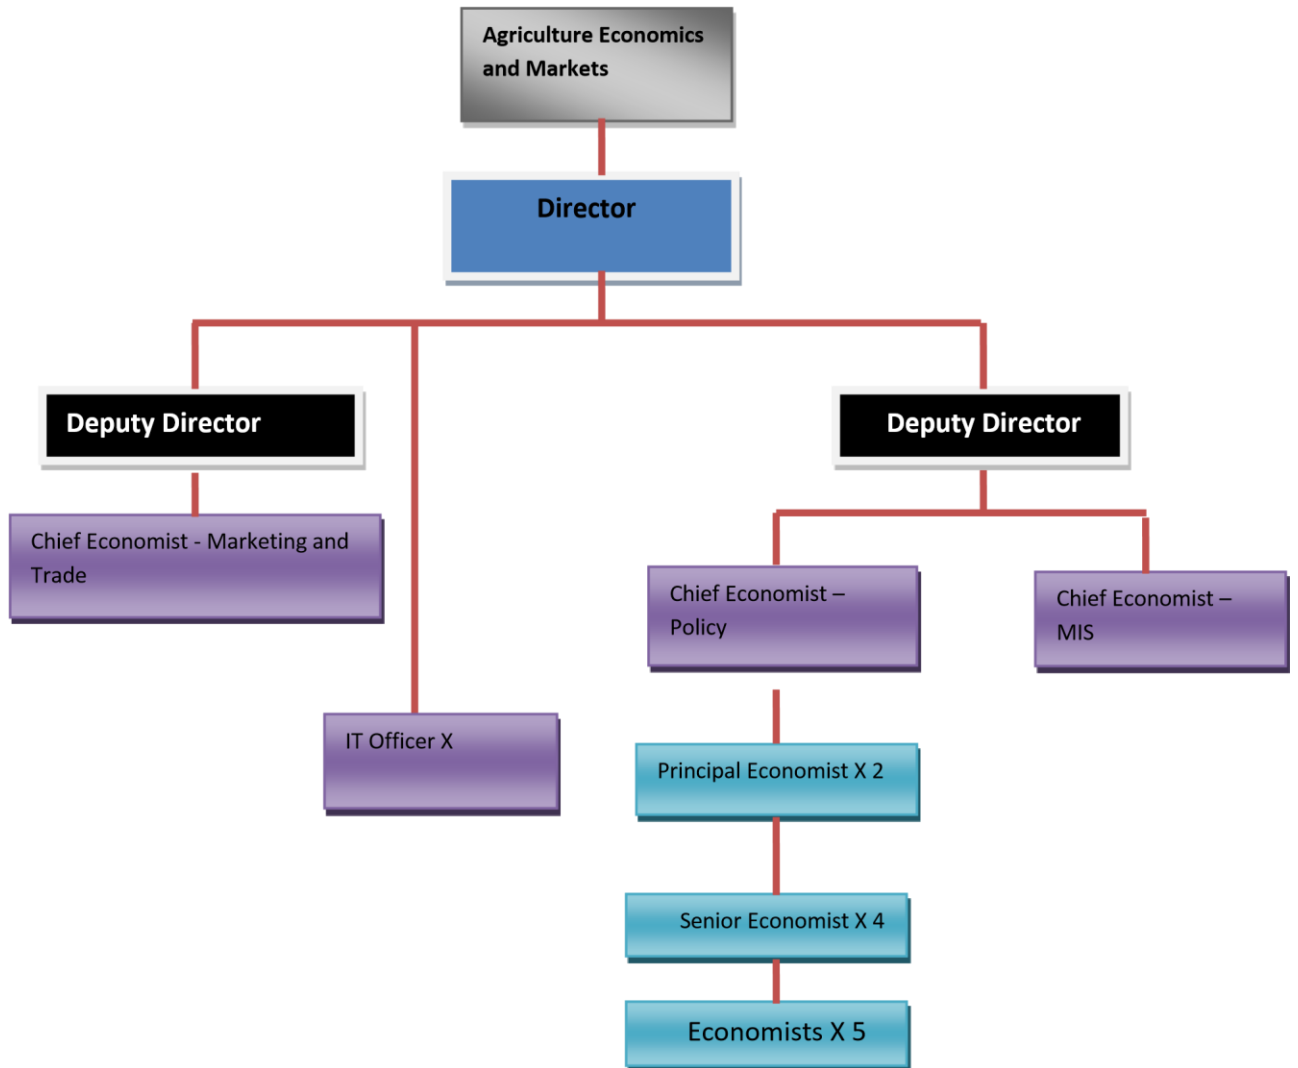 Agriculture Economics
and Markets
Director
Deputy Director
Deputy Director
Chief Economist - Marketing and
Trade
Chief Economist –
Policy
Chief Economist –
MIS
IT Officer X
Principal Economist X 2
Senior Economist X 4
Economists X 5